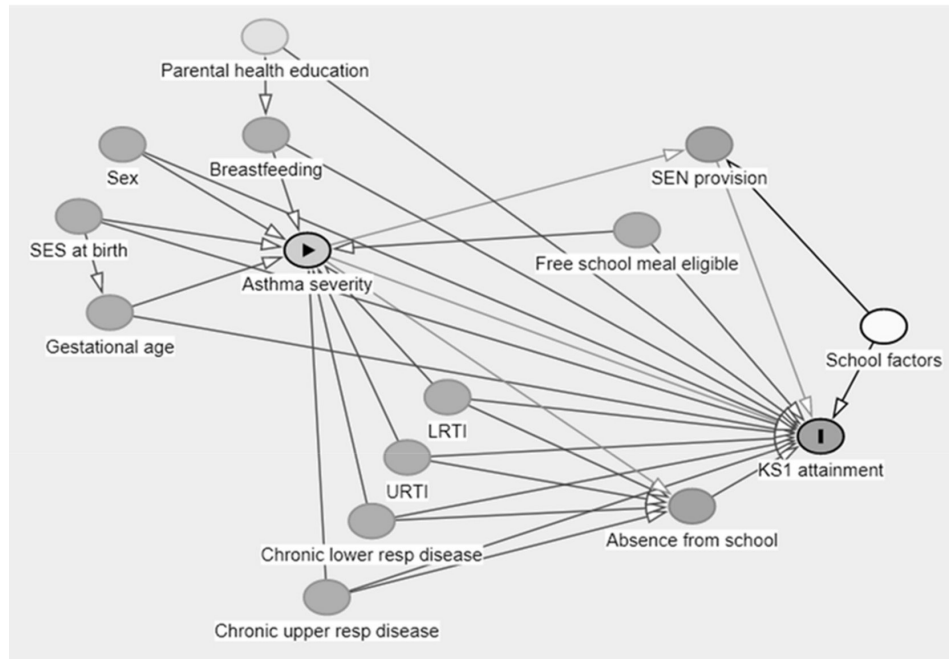 Parental health education
Breastfeeding
Sex
SEN provision
SES at birth
Free school meal eligible
Asthma severity
Gestational age
School factors
LRTI
KS1 attainment
URTI
Absence from school
Chronic lower resp disease
Chronic upper resp disease